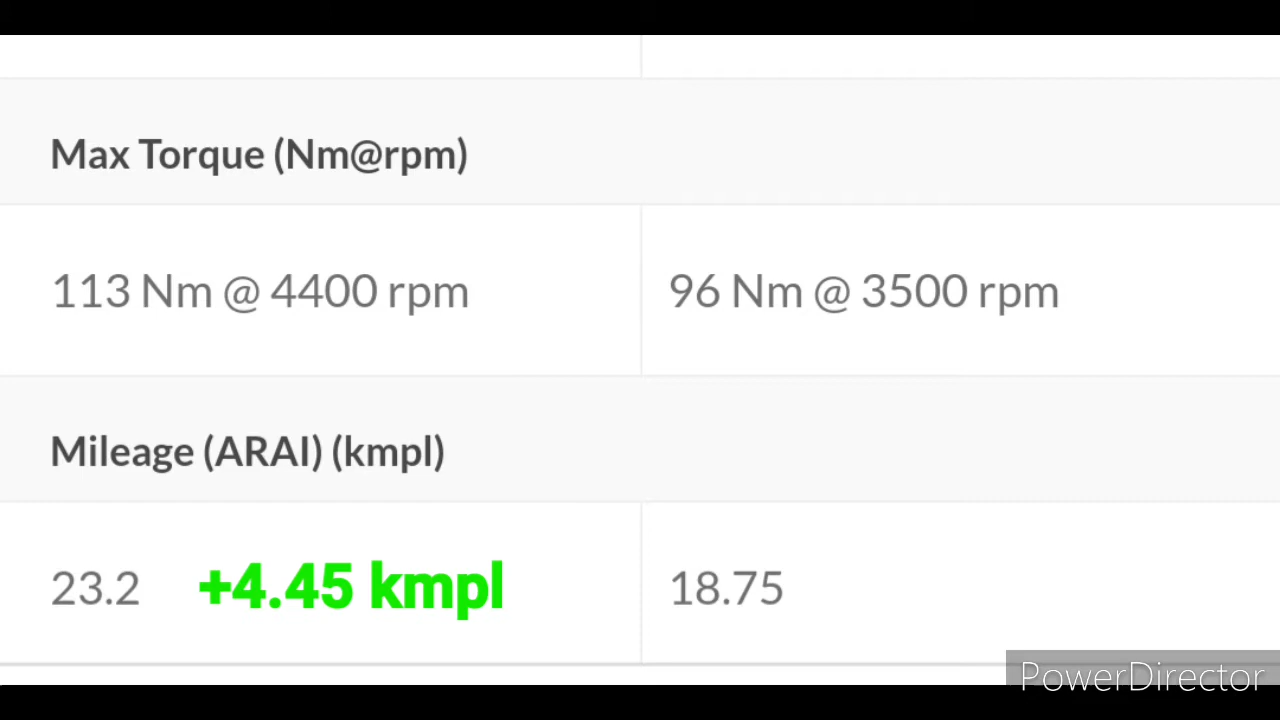 Max Torque (Nm@rpm)
113 Nm @ 4400 rpm 96 Nm @ 3500 rpm
Mileage (ARAI) (kmpl)
23.2 +4.45 kmpl 18.75
PowerDirector